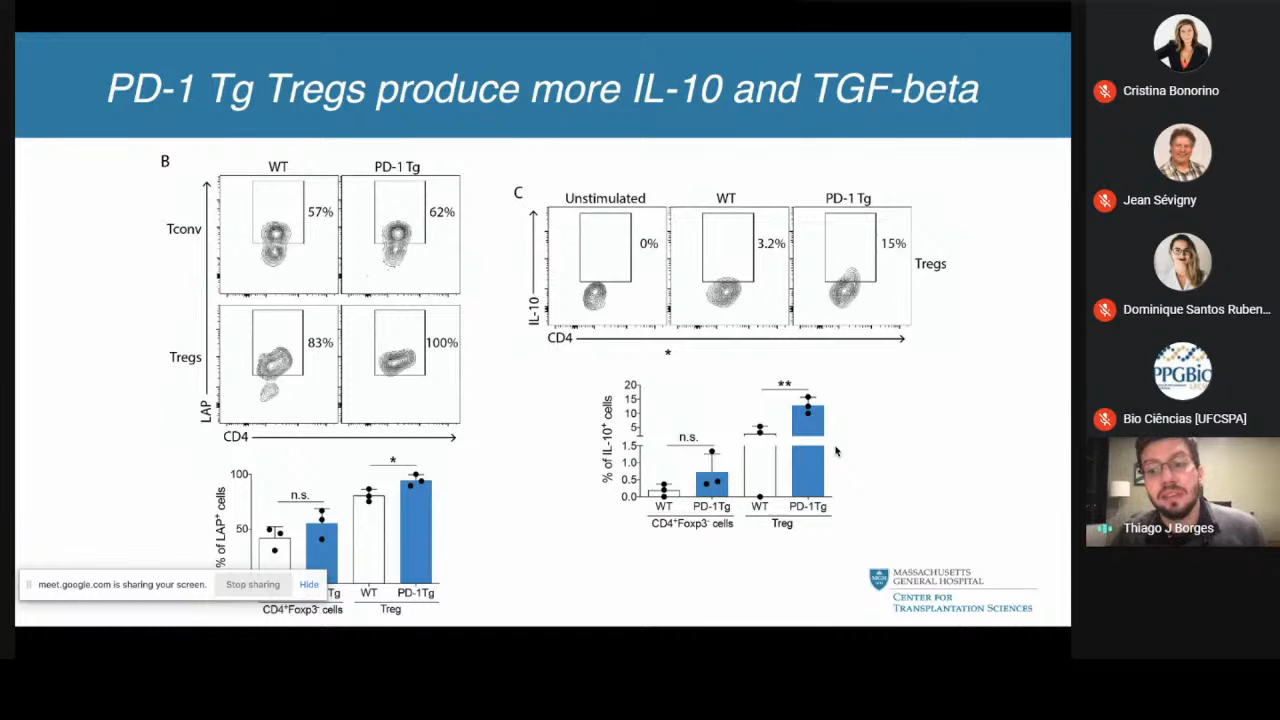 PD-1 Tg Tregs produce more IL-10 and TGF-beta
B
WT
PD-1 Tg
Tconv
57%
62%
Tregs
83%
100%
LAP
CD4
% of LAP⁺ cells
100
50
n.s.
*
Tg
WT
PD-1Tg
CD4⁺Foxp3⁻ cells
Treg
C
Unstimulated
WT
PD-1 Tg
0%
3.2%
15%
Tregs
IL-10
CD4
*
% of IL-10⁺ cells
20
15
10
5
1.5
1.0
0.5
0.0
n.s.
**
WT
PD-1Tg
WT
PD-1Tg
CD4⁺Foxp3⁻ cells
Treg
meet.google.com is sharing your screen.
Stop sharing
Hide
MGH
1811
MASSACHUSETTS
GENERAL HOSPITAL
CENTER FOR
TRANSPLANTATION SCIENCES
Cristina Bonorino
Jean Sévigny
Dominique Santos Ruben...
PPGBio
Bio Ciências [UFCSPA]
Thiago J Borges